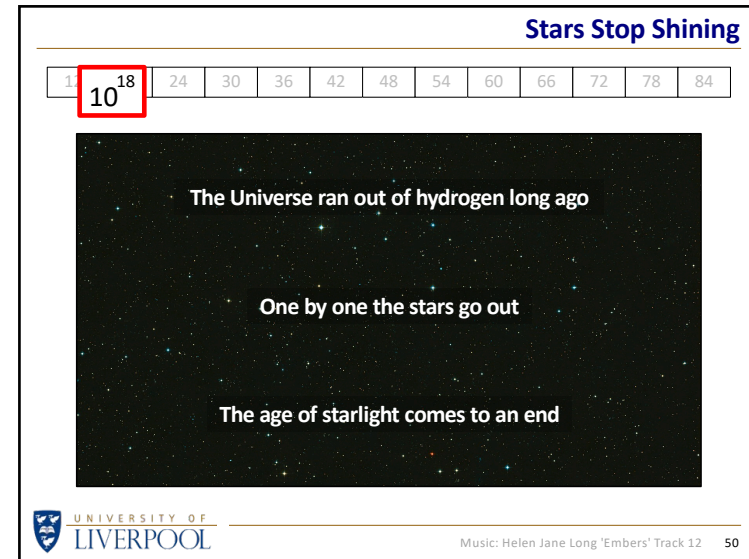 Stars Stop Shining
10^18 24 30 36 42 48 54 60 66 72 78 84
The Universe ran out of hydrogen long ago
One by one the stars go out
The age of starlight comes to an end
UNIVERSITY OF
LIVERPOOL
Music: Helen Jane Long 'Embers' Track 12 50